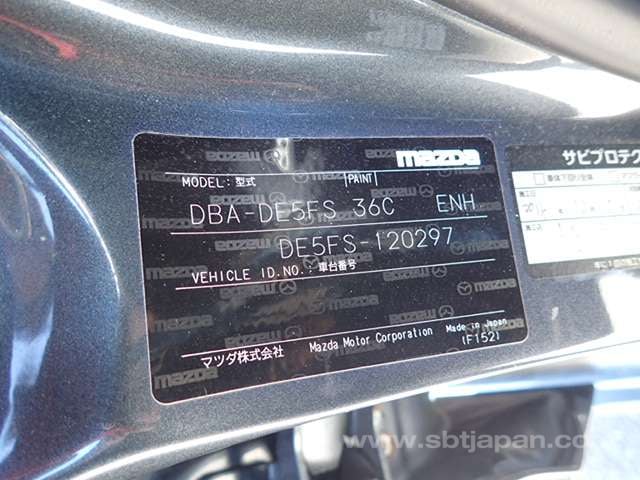 mazda
MODEL: 型式 PAINT
DBA-DE5FS 36C ENH
DE5FS-120297
VEHICLE ID.NO.: 車台番号
マツダ株式会社 Mazda Motor Corporation Made in Japan
(F152)
サビプロテク
www.sbtjapan.co